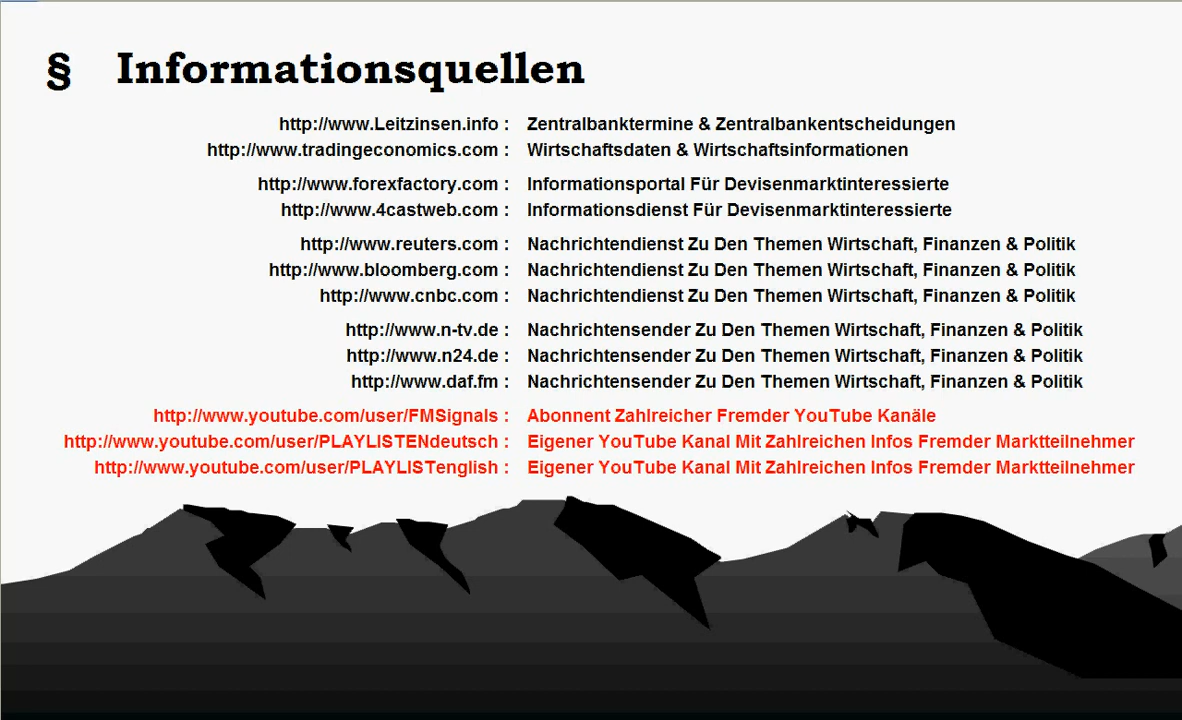 § Informationsquellen
http://www.Leitzinsen.info : Zentralbanktermine & Zentralbankentscheidungen
http://www.tradingeconomics.com : Wirtschaftsdaten & Wirtschaftsinformationen
http://www.forexfactory.com : Informationsportal Für Devisenmarktinteressierte
http://www.4castweb.com : Informationsdienst Für Devisenmarktinteressierte
http://www.reuters.com : Nachrichtendienst Zu Den Themen Wirtschaft, Finanzen & Politik
http://www.bloomberg.com : Nachrichtendienst Zu Den Themen Wirtschaft, Finanzen & Politik
http://www.cnbc.com : Nachrichtendienst Zu Den Themen Wirtschaft, Finanzen & Politik
http://www.n-tv.de : Nachrichtensender Zu Den Themen Wirtschaft, Finanzen & Politik
http://www.n24.de : Nachrichtensender Zu Den Themen Wirtschaft, Finanzen & Politik
http://www.daf.fm : Nachrichtensender Zu Den Themen Wirtschaft, Finanzen & Politik
http://www.youtube.com/user/FMSignals : Abonnent Zahlreicher Fremder YouTube Kanäle
http://www.youtube.com/user/PLAYLISTENdeutsch : Eigener YouTube Kanal Mit Zahlreichen Infos Fremder Marktteilnehmer
http://www.youtube.com/user/PLAYLISTenglish : Eigener YouTube Kanal Mit Zahlreichen Infos Fremder Marktteilnehmer